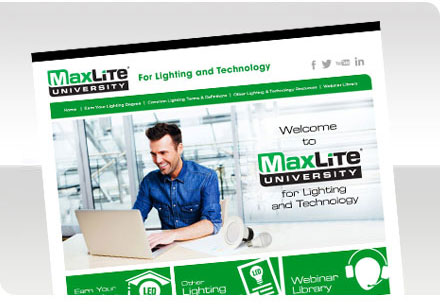 MaxLite®
UNIVERSITY
For Lighting and Technology
Home | Earn Your Lighting Degree | Common Lighting Terms & Definitions | Other Lighting & Technology Resources | Webinar Library
Welcome
to
MaxLite®
UNIVERSITY
for Lighting
and Technology
Earn Your
LED
Other
Lighting
LED
Webinar
Library